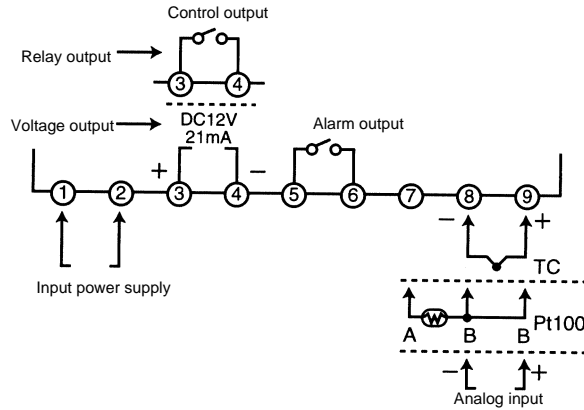 Control output
Relay output
3 4
Voltage output
DC12V
21mA
Alarm output
+ −
1 2 3 4 5 6 7 8 9
− +
TC
Input power supply
A B B Pt100
− +
Analog input